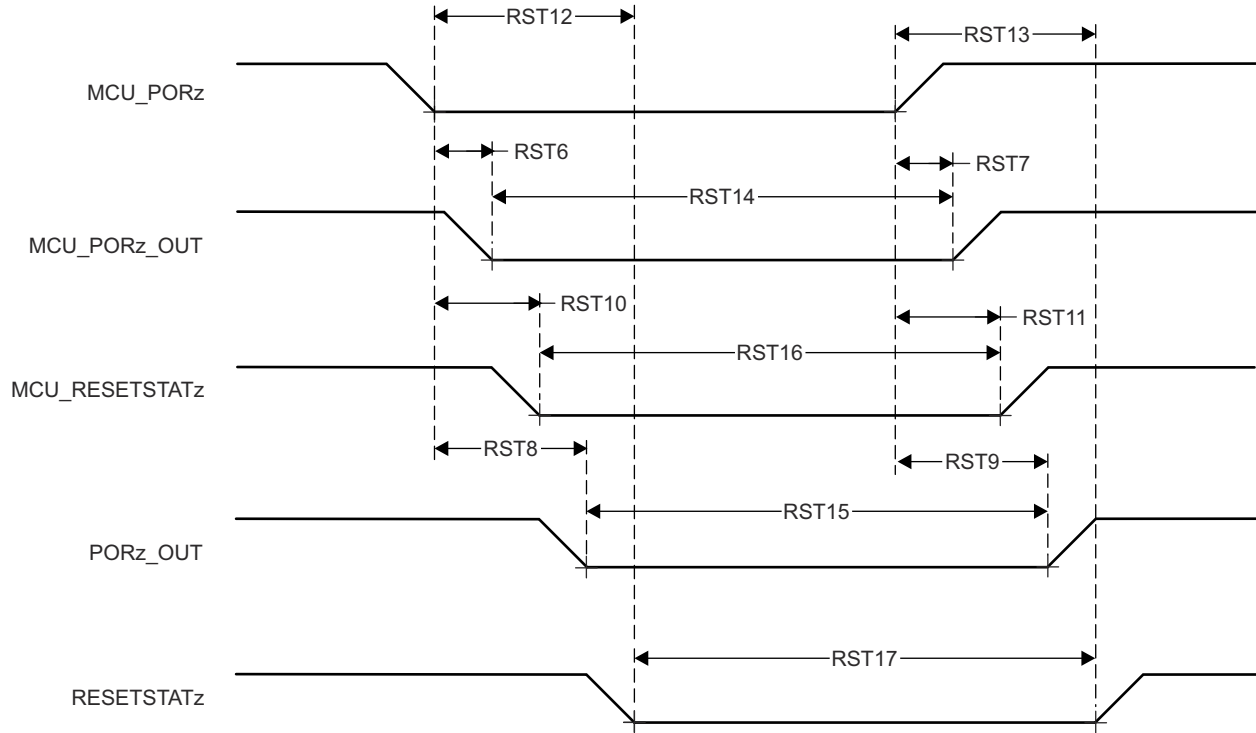 RST12
RST13
MCU_PORz
RST6
RST7
RST14
MCU_PORz_OUT
RST10
RST11
RST16
MCU_RESETSTATz
RST8
RST9
RST15
PORz_OUT
RST17
RESETSTATz